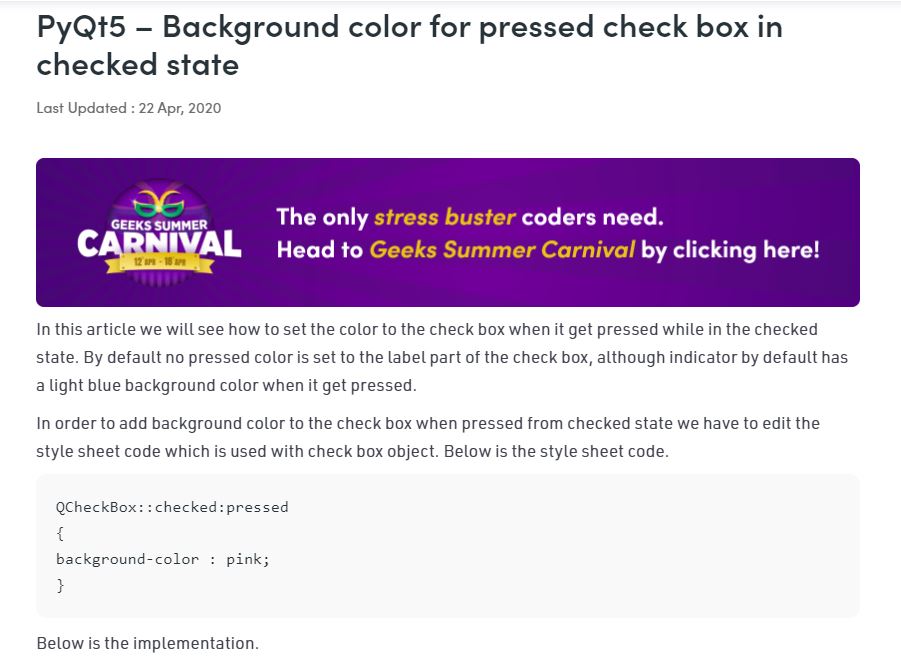 PyQt5 – Background color for pressed check box in
checked state
Last Updated : 22 Apr, 2020
GEEKS SUMMER
CARNIVAL
12 APR - 18 APR
The only stress buster coders need.
Head to Geeks Summer Carnival by clicking here!
In this article we will see how to set the color to the check box when it get pressed while in the checked
state. By default no pressed color is set to the label part of the check box, although indicator by default has
a light blue background color when it get pressed.
In order to add background color to the check box when pressed from checked state we have to edit the
style sheet code which is used with check box object. Below is the style sheet code.
QCheckBox::checked:pressed
{
background-color : pink;
}
Below is the implementation.